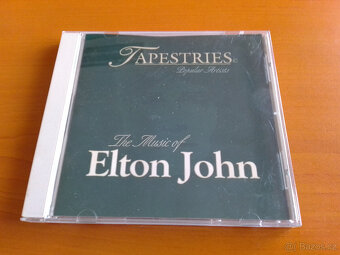 TAPESTRIES
Popular Artists
The Music of
Elton John